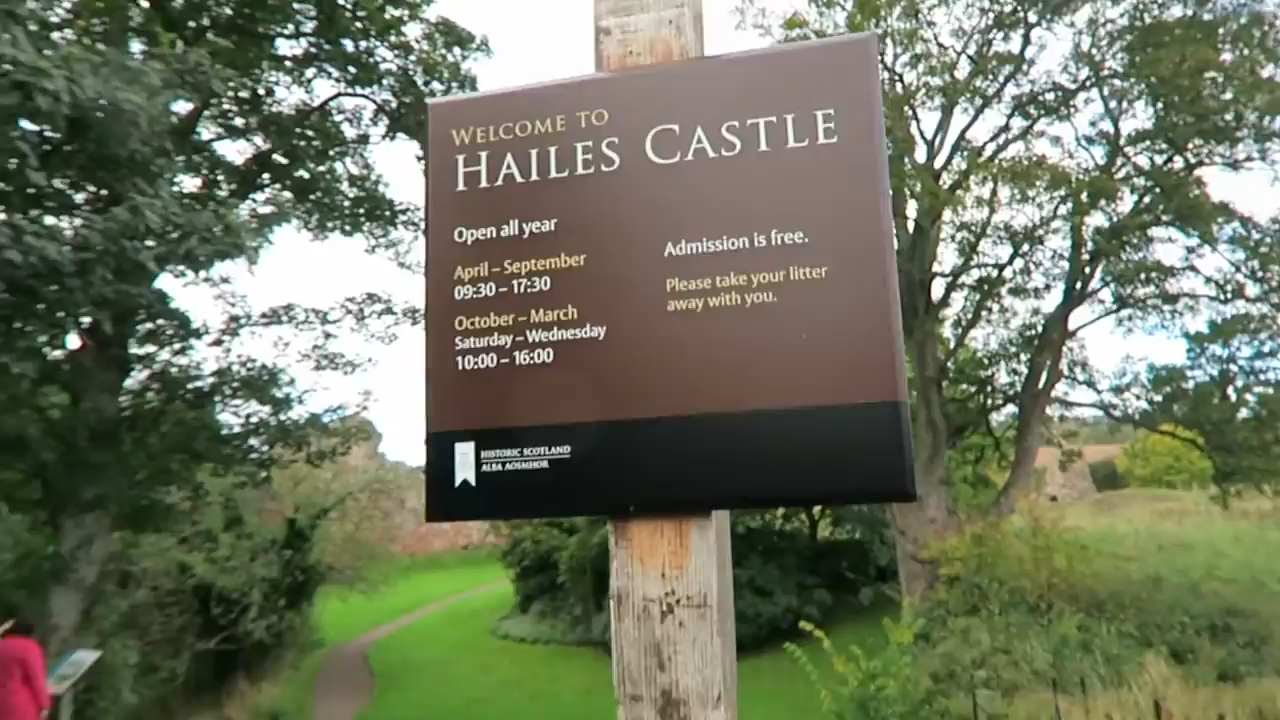 WELCOME TO
HAILES CASTLE
Open all year
April – September
09:30 – 17:30
October – March
Saturday – Wednesday
10:00 – 16:00
Admission is free.
Please take your litter
away with you.
HISTORIC SCOTLAND
ALBA AOSMHOR